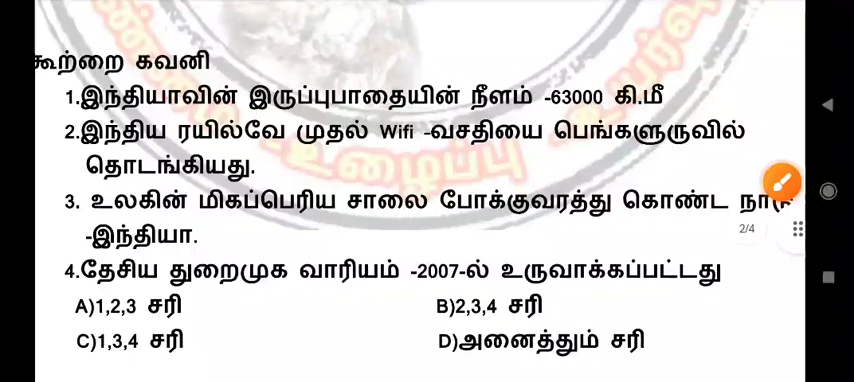 கூற்றை கவனி
1.இந்தியாவின் இருப்புபாதையின் நீளம் -63000 கி.மீ
2.இந்திய ரயில்வே முதல் Wifi -வசதியை பெங்களுருவில்
தொடங்கியது.
3. உலகின் மிகப்பெரிய சாலை போக்குவரத்து கொண்ட
2/4
-இந்தியா.
4.தேசிய துறைமுக வாரியம் -2007-ல் உருவாக்கப்பட்டது
A)1,2,3 சரி B)2,3,4 சரி
C)1,3,4 சரி D)அனைத்தும் சரி
உழைப்பு